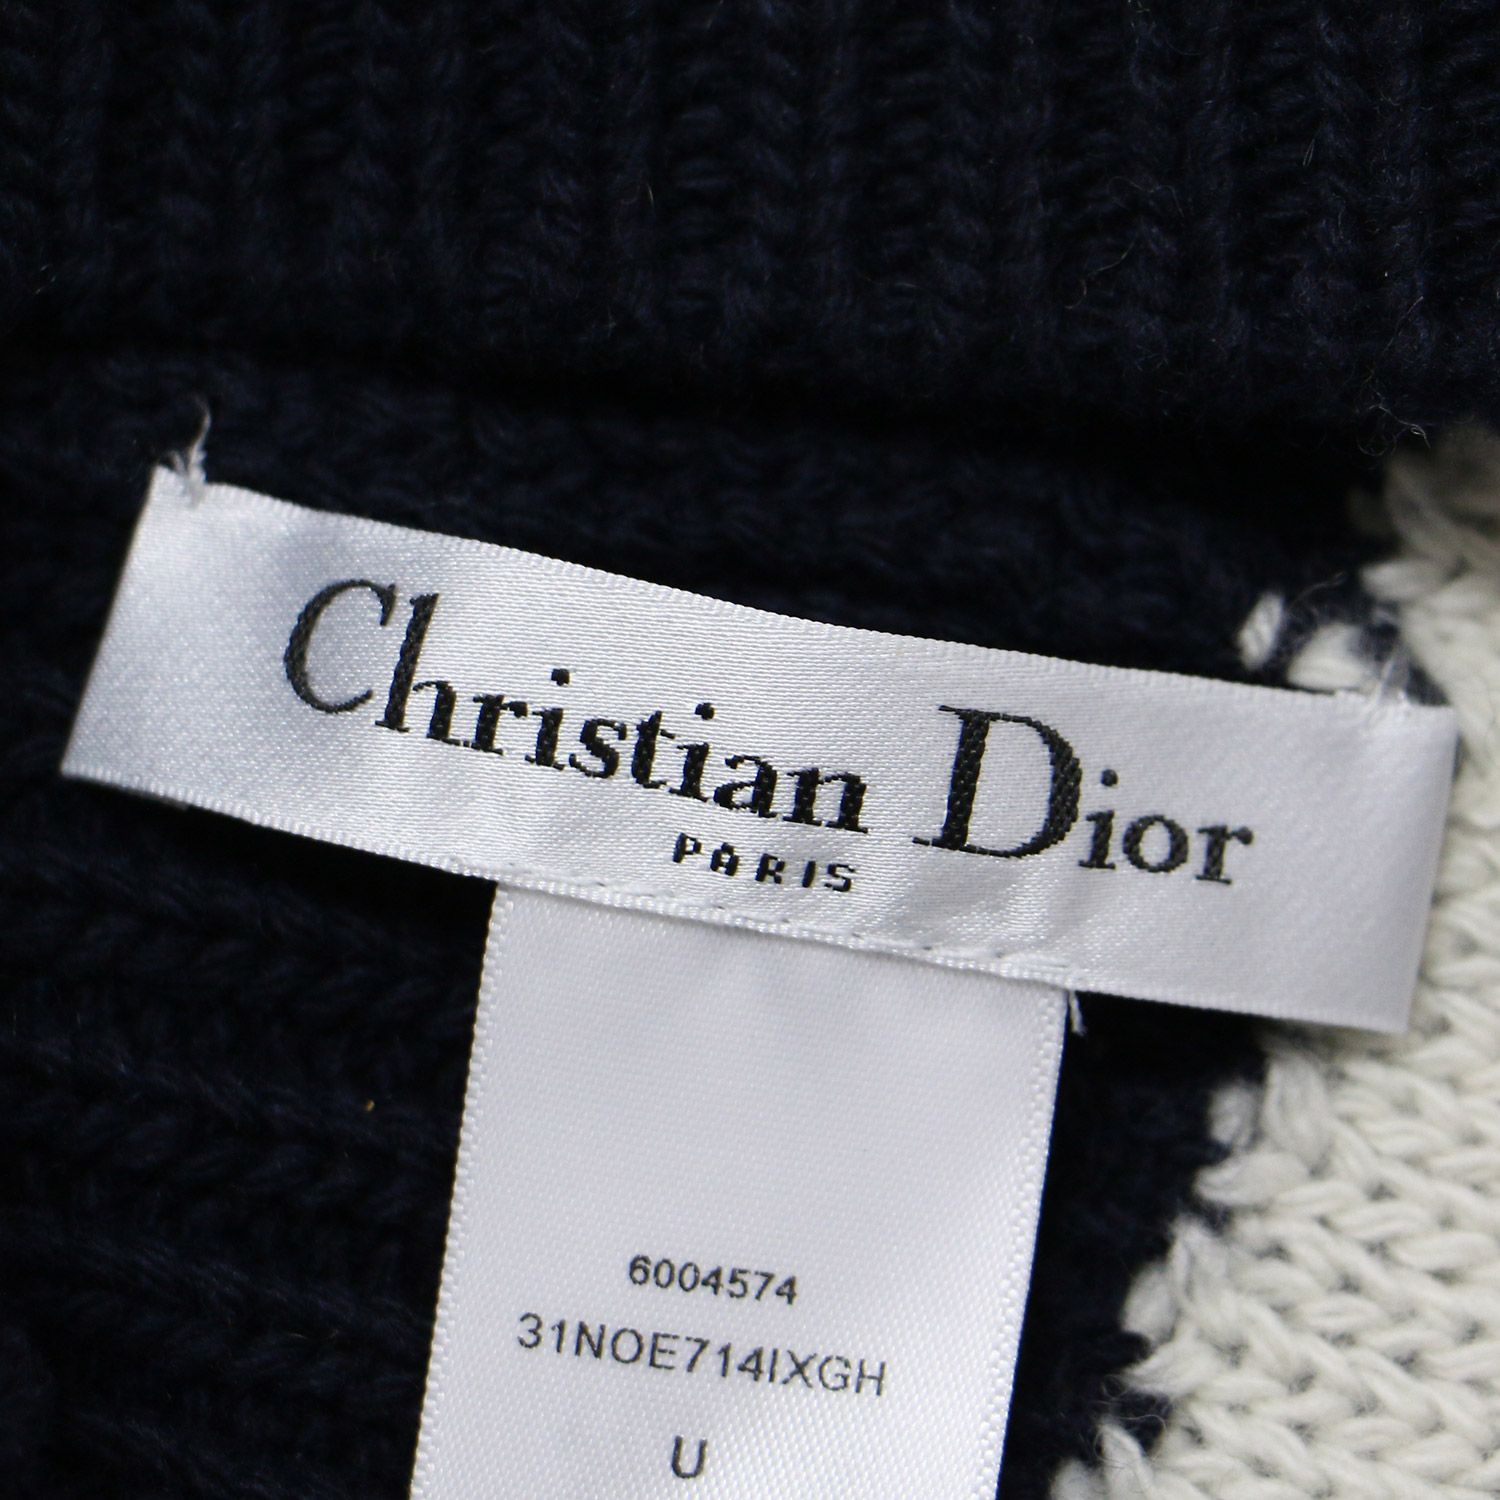 Christian Dior
PARIS
6004574
31NOE714IXGH
U